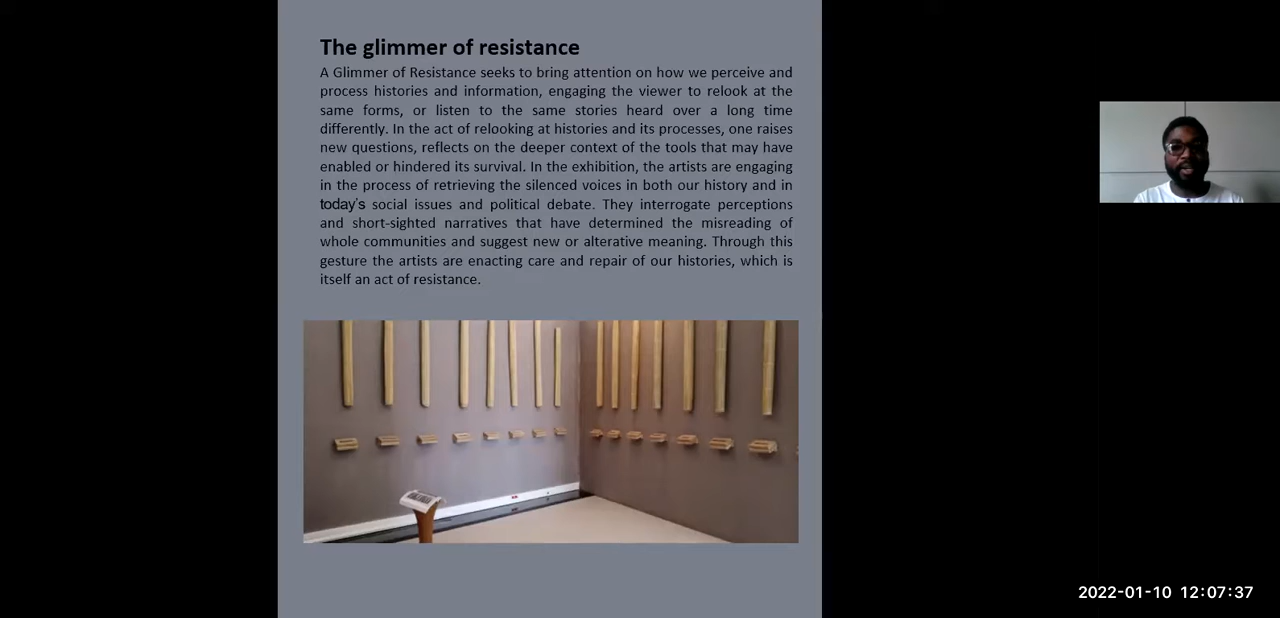 The glimmer of resistance
A Glimmer of Resistance seeks to bring attention on how we perceive and
process histories and information, engaging the viewer to relook at the
same forms, or listen to the same stories heard over a long time
differently. In the act of relooking at histories and its processes, one raises
new questions, reflects on the deeper context of the tools that may have
enabled or hindered its survival. In the exhibition, the artists are engaging
in the process of retrieving the silenced voices in both our history and in
today's social issues and political debate. They interrogate perceptions
and short-sighted narratives that have determined the misreading of
whole communities and suggest new or alterative meaning. Through this
gesture the artists are enacting care and repair of our histories, which is
itself an act of resistance.
2022-01-10 12:07:37